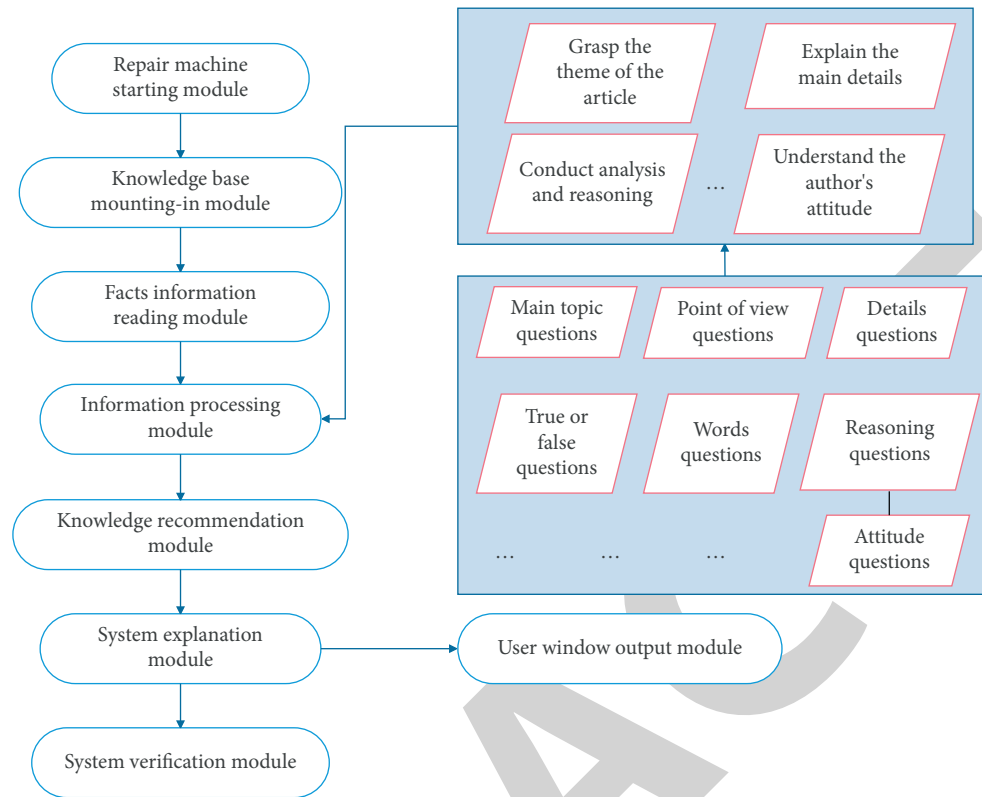 Repair machine
starting module
Knowledge base
mounting-in module
Facts information
reading module
Information processing
module
Knowledge recommendation
module
System explanation
module
System verification module
User window output module
Grasp the
theme of the
article
Explain the
main details
Conduct analysis
and reasoning
...
Understand the
author's
attitude
Main topic
questions
Point of view
questions
Details
questions
True or
false
questions
Words
questions
Reasoning
questions
... ... ...
Attitude
questions